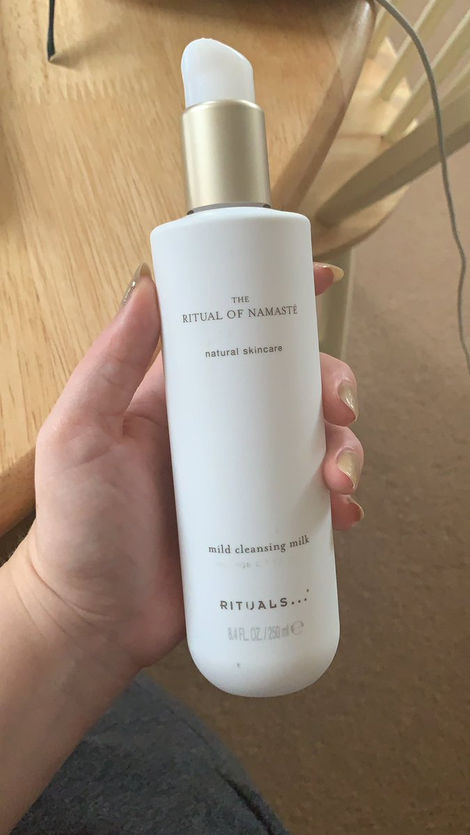 THE
RITUAL OF NAMASTÉ
natural skincare
mild cleansing milk
RITUALS...
8.4 FL. OZ. / 250 ml ℮